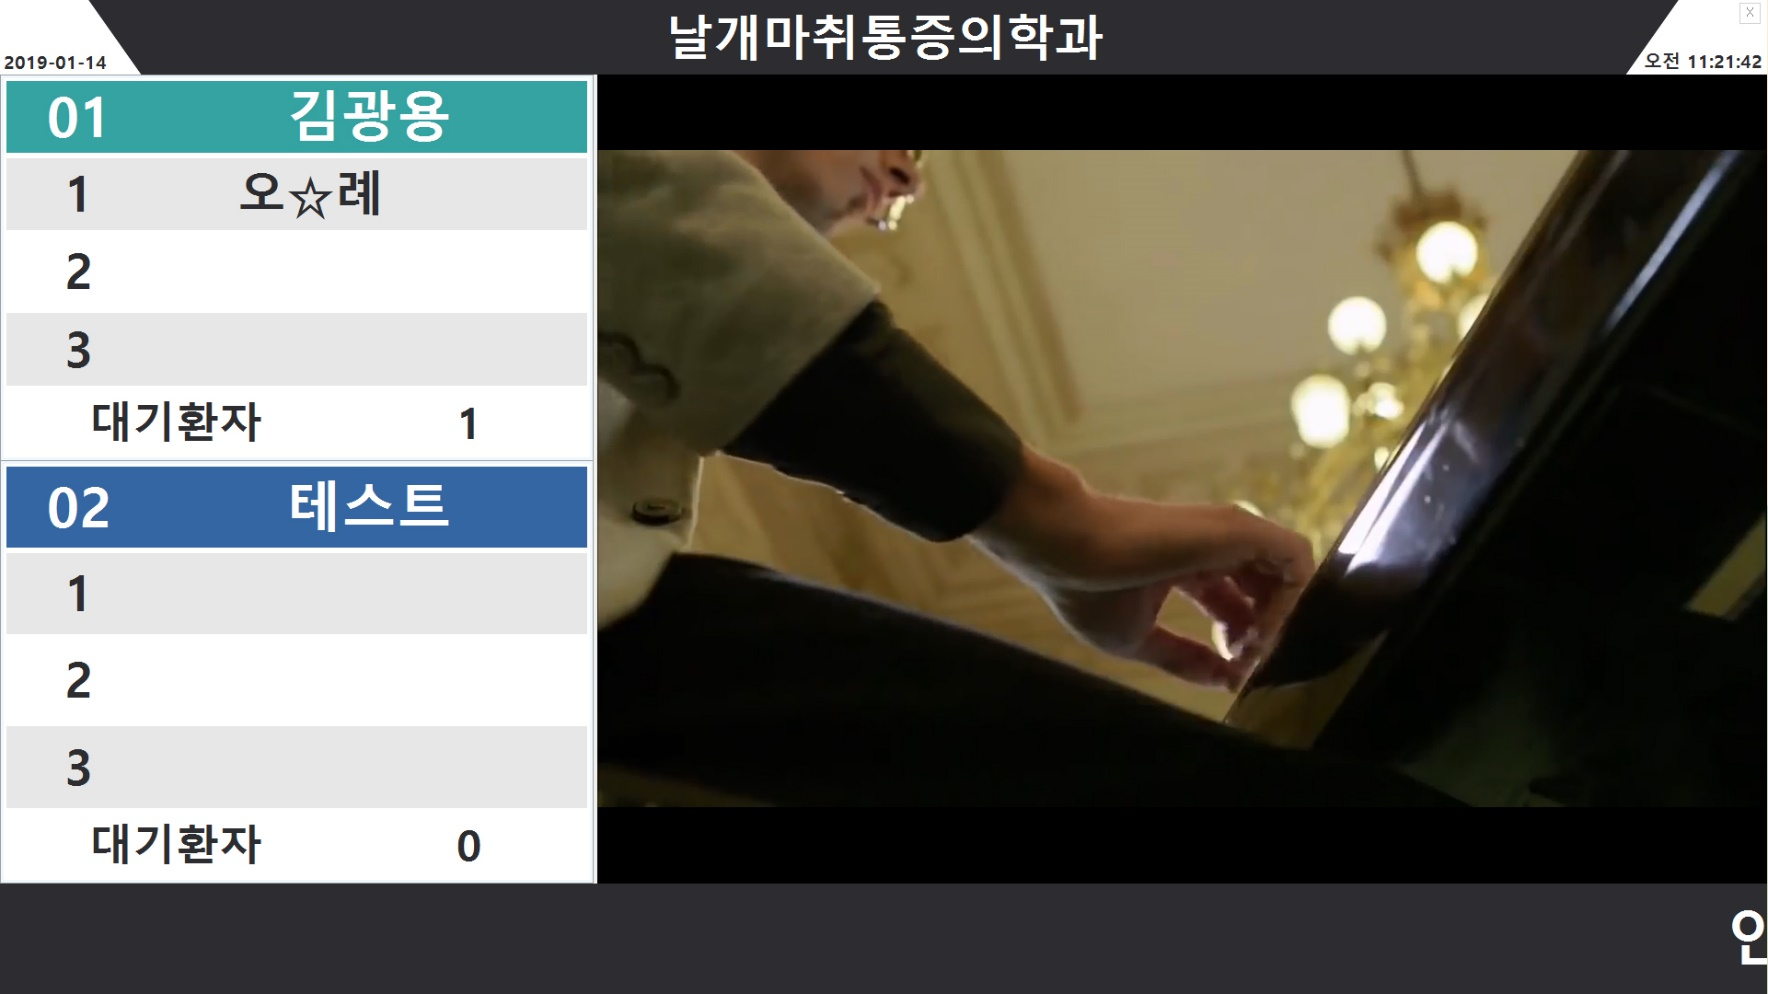 날개마취통증의학과
2019-01-14
오전 11:21:42
X
01 김광용
1 오☆례
2
3
대기환자 1
02 테스트
1
2
3
대기환자 0